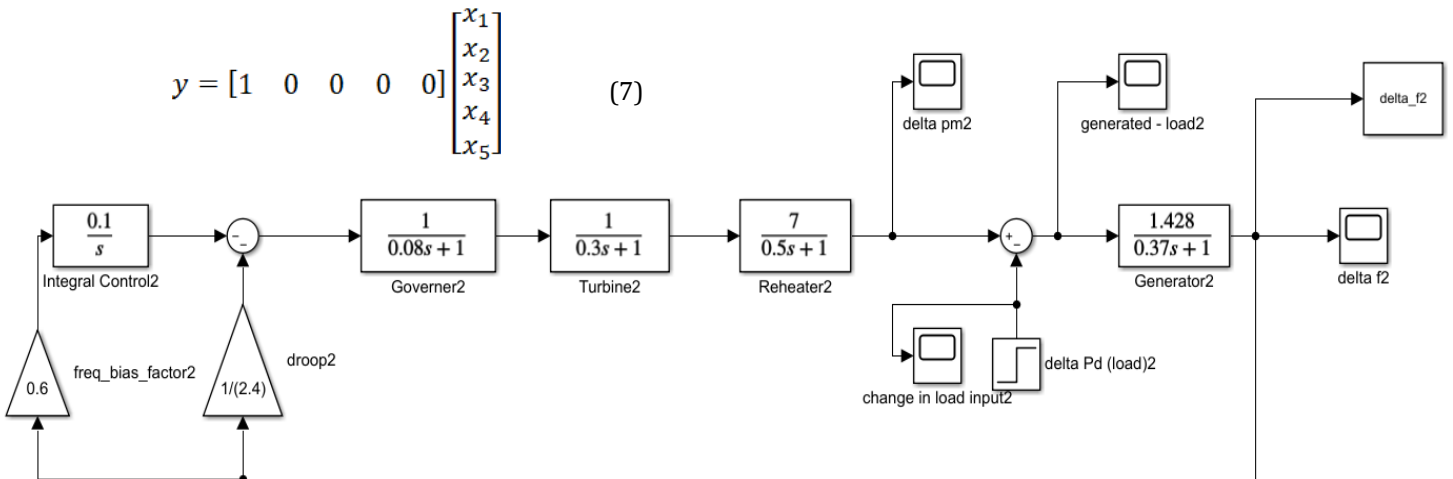 y = [1 0 0 0 0] [x₁ x₂ x₃ x₄ x₅] (7)
delta pm2
generated - load2
delta_f2
0.1 / s
Integral Control2
1 / (0.08s + 1)
Governer2
1 / (0.3s + 1)
Turbine2
7 / (0.5s + 1)
Reheater2
1.428 / (0.37s + 1)
Generator2
delta f2
0.6
freq_bias_factor2
1/(2.4)
droop2
change in load input2
delta Pd (load)2